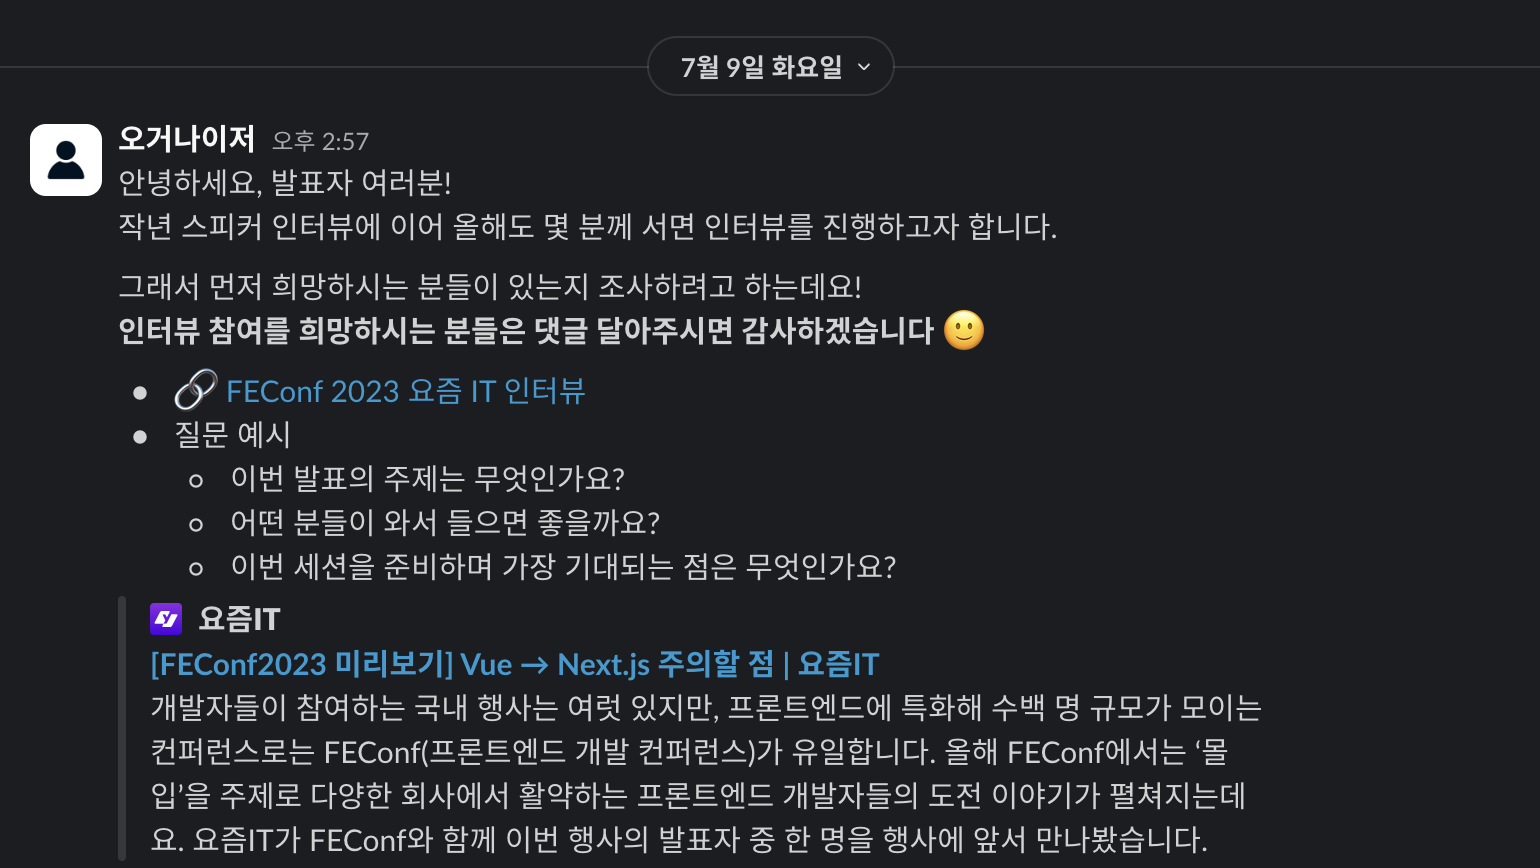 7월 9일 화요일
오거나이저 오후 2:57
안녕하세요, 발표자 여러분!
작년 스피커 인터뷰에 이어 올해도 몇 분께 서면 인터뷰를 진행하고자 합니다.
그래서 먼저 희망하시는 분들이 있는지 조사하려고 하는데요!
인터뷰 참여를 희망하시는 분들은 댓글 달아주시면 감사하겠습니다 🙂
• 🔗 FEConf 2023 요즘 IT 인터뷰
• 질문 예시
◦ 이번 발표의 주제는 무엇인가요?
◦ 어떤 분들이 와서 들으면 좋을까요?
◦ 이번 세션을 준비하며 가장 기대되는 점은 무엇인가요?
요즘IT
[FEConf2023 미리보기] Vue → Next.js 주의할 점 | 요즘IT
개발자들이 참여하는 국내 행사는 여럿 있지만, 프론트엔드에 특화해 수백 명 규모가 모이는
컨퍼런스로는 FEConf(프론트엔드 개발 컨퍼런스)가 유일합니다. 올해 FEConf에서는 ‘몰
입’을 주제로 다양한 회사에서 활약하는 프론트엔드 개발자들의 도전 이야기가 펼쳐지는데
요. 요즘IT가 FEConf와 함께 이번 행사의 발표자 중 한 명을 행사에 앞서 만나봤습니다.